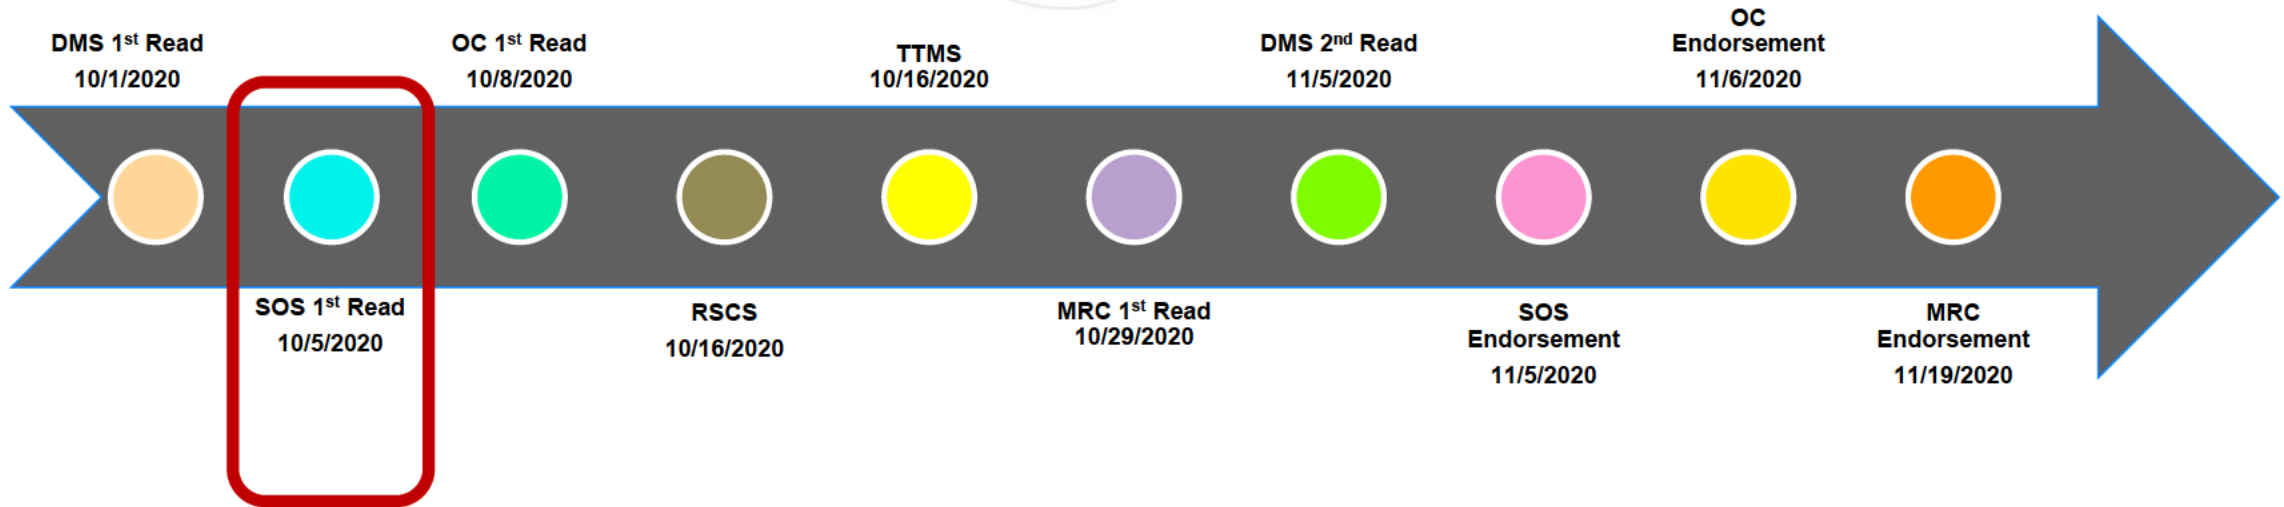 DMS 1st Read
10/1/2020
SOS 1st Read
10/5/2020
OC 1st Read
10/8/2020
RSCS
10/16/2020
TTMS
10/16/2020
MRC 1st Read
10/29/2020
DMS 2nd Read
11/5/2020
SOS
Endorsement
11/5/2020
OC
Endorsement
11/6/2020
MRC
Endorsement
11/19/2020